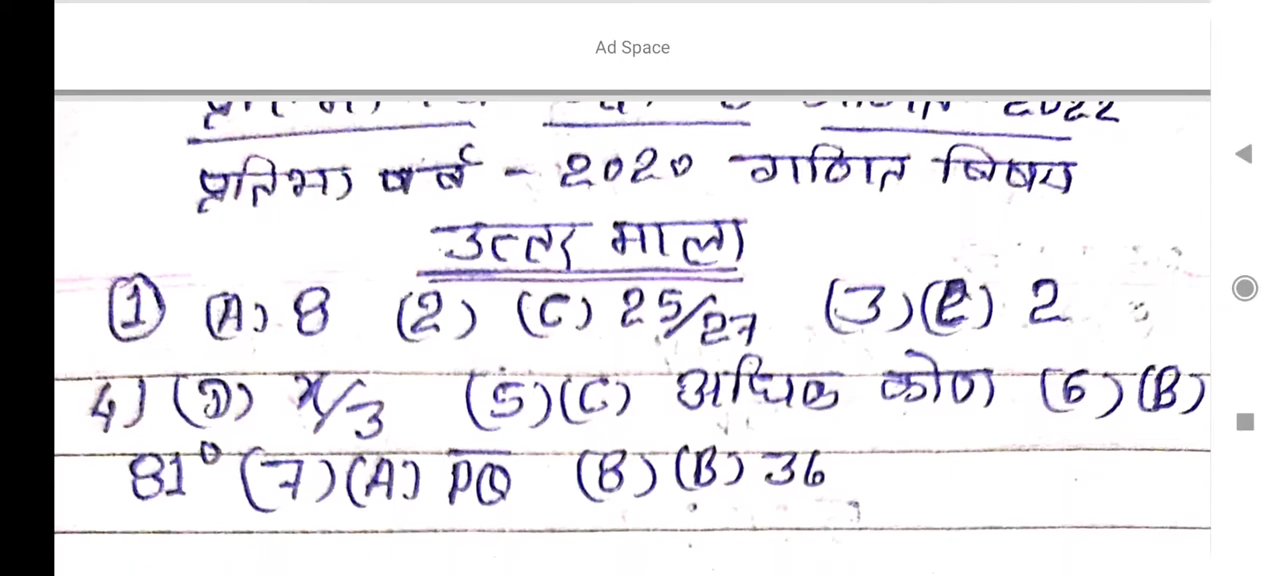 Ad Space
2022
प्रतिभा पर्व - 2020 गणित विषय
उत्तर माला
(1) (A) 8 (2) (C) 25/27 (3) (C) 2
4) (D) x/3 (5) (C) अधिक कोण (6) (B)
81° (7) (A) PQ (8) (B) 36